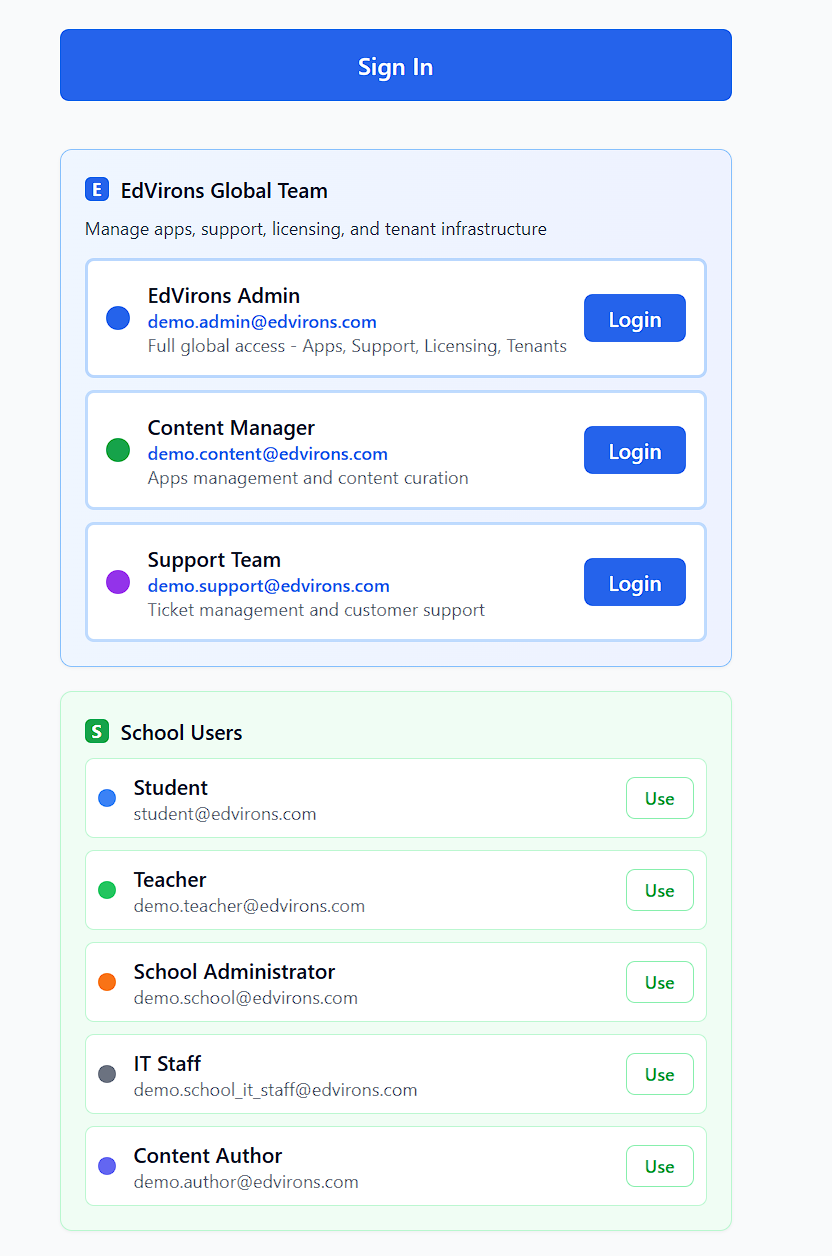 Sign In
E EdVirons Global Team
Manage apps, support, licensing, and tenant infrastructure
EdVirons Admin
demo.admin@edvirons.com
Full global access - Apps, Support, Licensing, Tenants
Login
Content Manager
demo.content@edvirons.com
Apps management and content curation
Login
Support Team
demo.support@edvirons.com
Ticket management and customer support
Login
S School Users
Student
student@edvirons.com
Use
Teacher
demo.teacher@edvirons.com
Use
School Administrator
demo.school@edvirons.com
Use
IT Staff
demo.school_it_staff@edvirons.com
Use
Content Author
demo.author@edvirons.com
Use